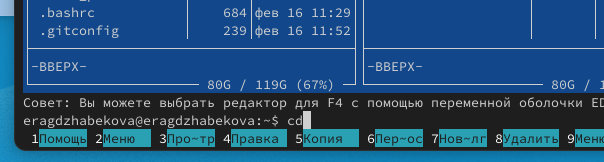 .bashrc 684 фев 16 11:29
.gitconfig 239 фев 16 11:52
-ВВЕРХ- -ВВЕРХ-
80G / 119G (67%) 80G / 1
Совет: Вы можете выбрать редактор для F4 с помощью переменной оболочки ED
eragdzhabekova@eragdzhabekova:~$ cd
1Помощь 2Меню 3Про~тр 4Правка 5Копия 6Пер~ос 7Нов~лг 8Удалить 9Меню